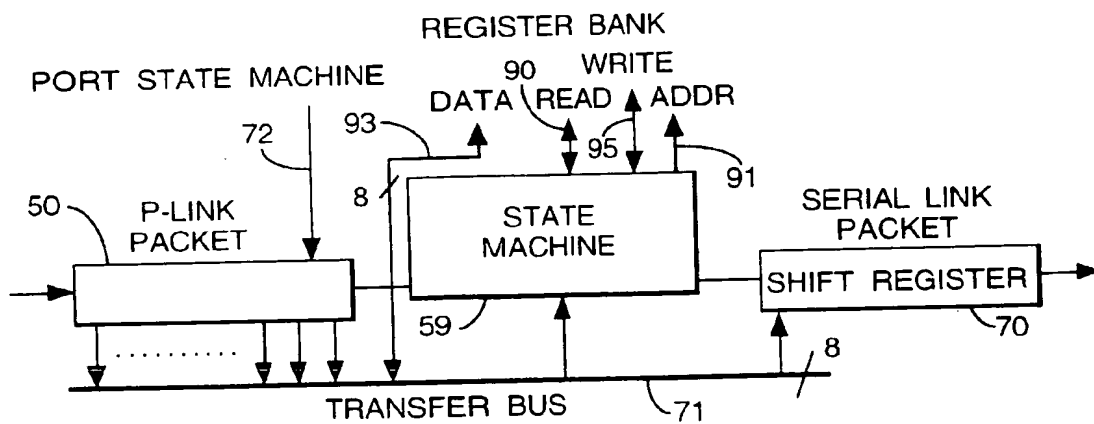 REGISTER BANK
PORT STATE MACHINE
90
WRITE
DATA READ ADDR
72
93
95
91
8
50
P-LINK
PACKET
STATE
MACHINE
SERIAL LINK
PACKET
SHIFT REGISTER
59
70
8
..........
TRANSFER BUS
71